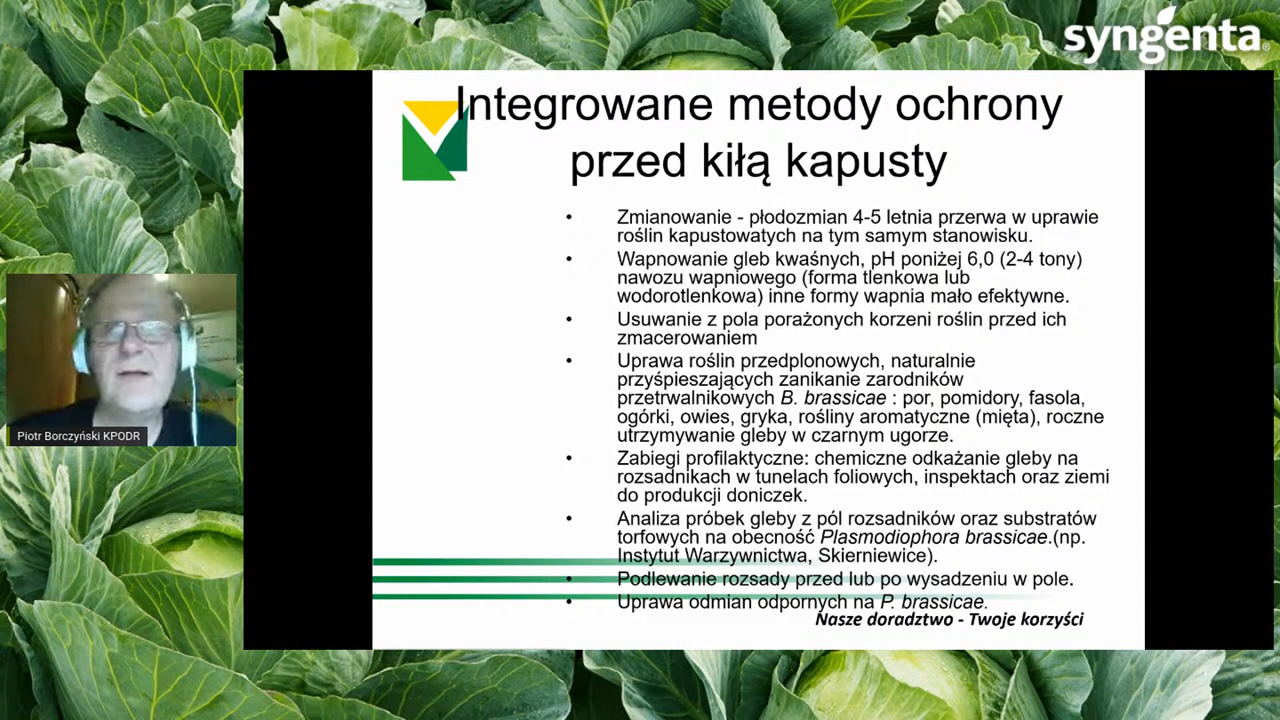 syngenta®
Integrowane metody ochrony
przed kiłą kapusty
• Zmianowanie - płodozmian 4-5 letnia przerwa w uprawie
roślin kapustowatych na tym samym stanowisku.
• Wapnowanie gleb kwaśnych, pH poniżej 6,0 (2-4 tony)
nawozu wapniowego (forma tlenkowa lub
wodorotlenkowa) inne formy wapnia mało efektywne.
• Usuwanie z pola porażonych korzeni roślin przed ich
zmacerowaniem
• Uprawa roślin przedplonowych, naturalnie
przyśpieszających zanikanie zarodników
przetrwalnikowych B. brassicae : por, pomidory, fasola,
ogórki, owies, gryka, rośliny aromatyczne (mięta), roczne
utrzymywanie gleby w czarnym ugorze.
• Zabiegi profilaktyczne: chemiczne odkażanie gleby na
rozsadnikach w tunelach foliowych, inspektach oraz ziemi
do produkcji doniczek.
• Analiza próbek gleby z pól rozsadników oraz substratów
torfowych na obecność Plasmodiophora brassicae.(np.
Instytut Warzywnictwa, Skierniewice).
• Podlewanie rozsady przed lub po wysadzeniu w pole.
• Uprawa odmian odpornych na P. brassicae.
Nasze doradztwo - Twoje korzyści
Piotr Borczyński KPODR